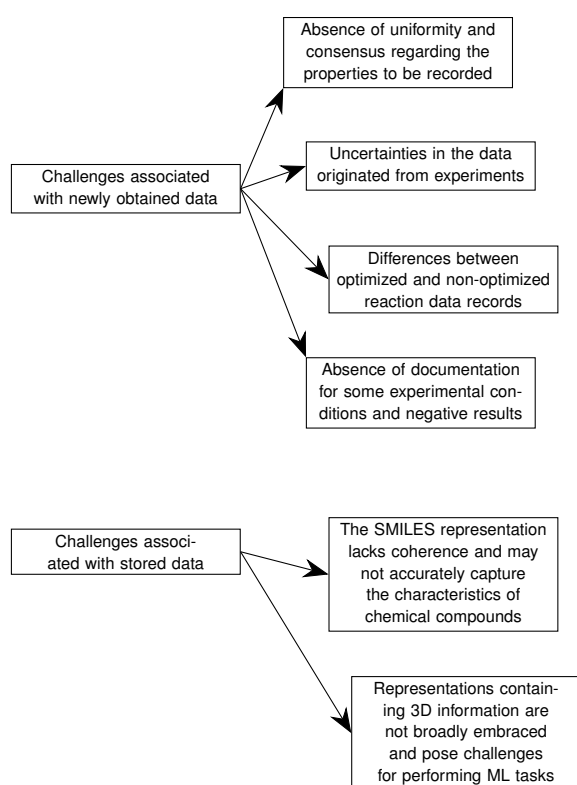 Absence of uniformity and
consensus regarding the
properties to be recorded
Challenges associated
with newly obtained data
Uncertainties in the data
originated from experiments
Differences between
optimized and non-optimized
reaction data records
Absence of documentation
for some experimental con-
ditions and negative results
Challenges associ-
ated with stored data
The SMILES representation
lacks coherence and may
not accurately capture
the characteristics of
chemical compounds
Representations contain-
ing 3D information are
not broadly embraced
and pose challenges
for performing ML tasks